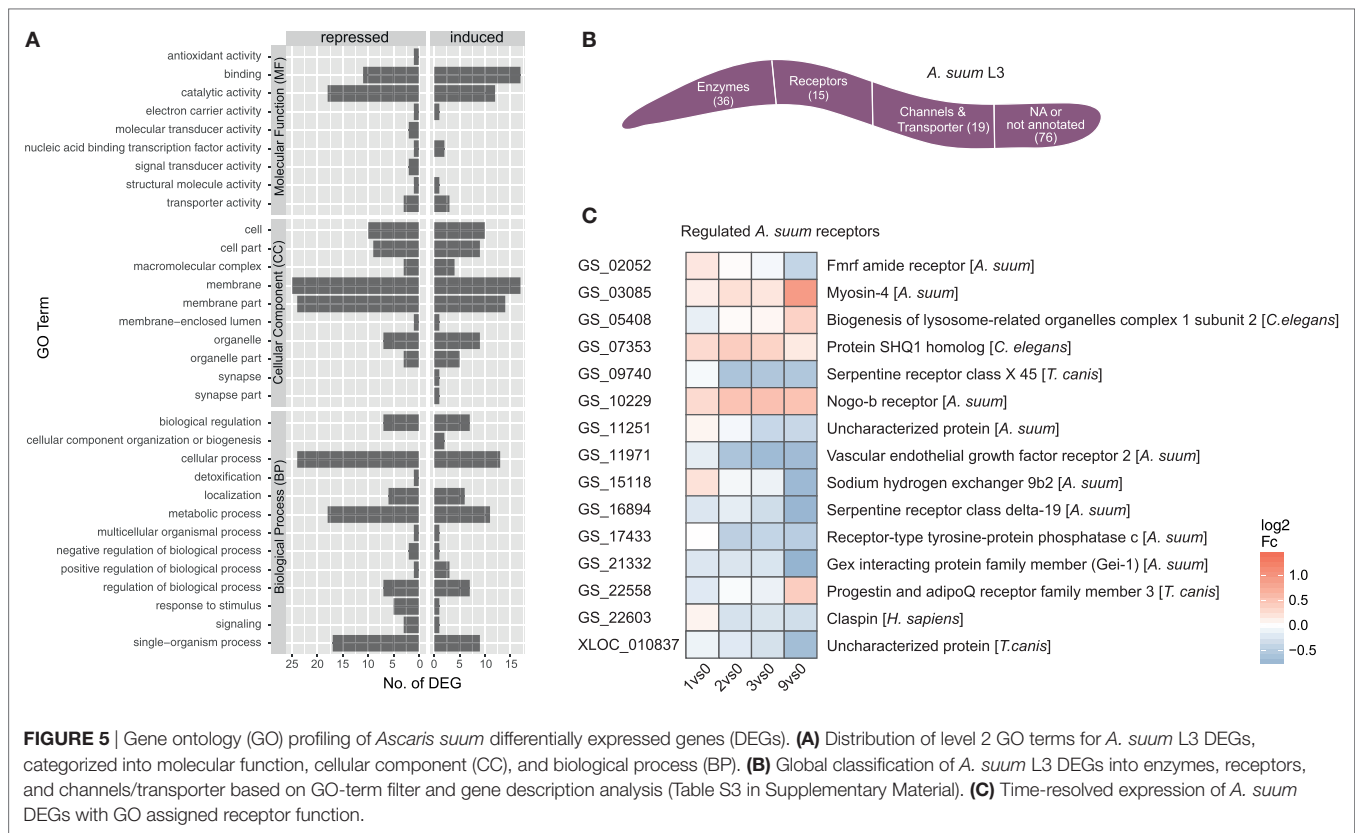 A
repressed
induced
GO Term
Molecular Function (MF)
antioxidant activity
binding
catalytic activity
electron carrier activity
molecular transducer activity
nucleic acid binding transcription factor activity
signal transducer activity
structural molecule activity
transporter activity
Cellular Component (CC)
cell
cell part
macromolecular complex
membrane
membrane part
membrane−enclosed lumen
organelle
organelle part
synapse
synapse part
Biological Process (BP)
biological regulation
cellular component organization or biogenesis
cellular process
detoxification
localization
metabolic process
multicellular organismal process
negative regulation of biological process
positive regulation of biological process
regulation of biological process
response to stimulus
signaling
single−organism process
25 20 15 10 5 0 0 5 10 15
No. of DEG
B
A. suum L3
Enzymes
(36)
Receptors
(15)
Channels &
Transporter (19)
NA or
not annotated
(76)
C
Regulated A. suum receptors
GS_02052 Fmrf amide receptor [A. suum]
GS_03085 Myosin-4 [A. suum]
GS_05408 Biogenesis of lysosome-related organelles complex 1 subunit 2 [C.elegans]
GS_07353 Protein SHQ1 homolog [C. elegans]
GS_09740 Serpentine receptor class X 45 [T. canis]
GS_10229 Nogo-b receptor [A. suum]
GS_11251 Uncharacterized protein [A. suum]
GS_11971 Vascular endothelial growth factor receptor 2 [A. suum]
GS_15118 Sodium hydrogen exchanger 9b2 [A. suum]
GS_16894 Serpentine receptor class delta-19 [A. suum]
GS_17433 Receptor-type tyrosine-protein phosphatase c [A. suum]
GS_21332 Gex interacting protein family member (Gei-1) [A. suum]
GS_22558 Progestin and adipoQ receptor family member 3 [T. canis]
GS_22603 Claspin [H. sapiens]
XLOC_010837 Uncharacterized protein [T.canis]
1vs0 2vs0 3vs0 9vs0
log2
Fc
1.0
0.5
0.0
−0.5
FIGURE 5 | Gene ontology (GO) profiling of Ascaris suum differentially expressed genes (DEGs). (A) Distribution of level 2 GO terms for A. suum L3 DEGs,
categorized into molecular function, cellular component (CC), and biological process (BP). (B) Global classification of A. suum L3 DEGs into enzymes, receptors,
and channels/transporter based on GO-term filter and gene description analysis (Table S3 in Supplementary Material). (C) Time-resolved expression of A. suum
DEGs with GO assigned receptor function.